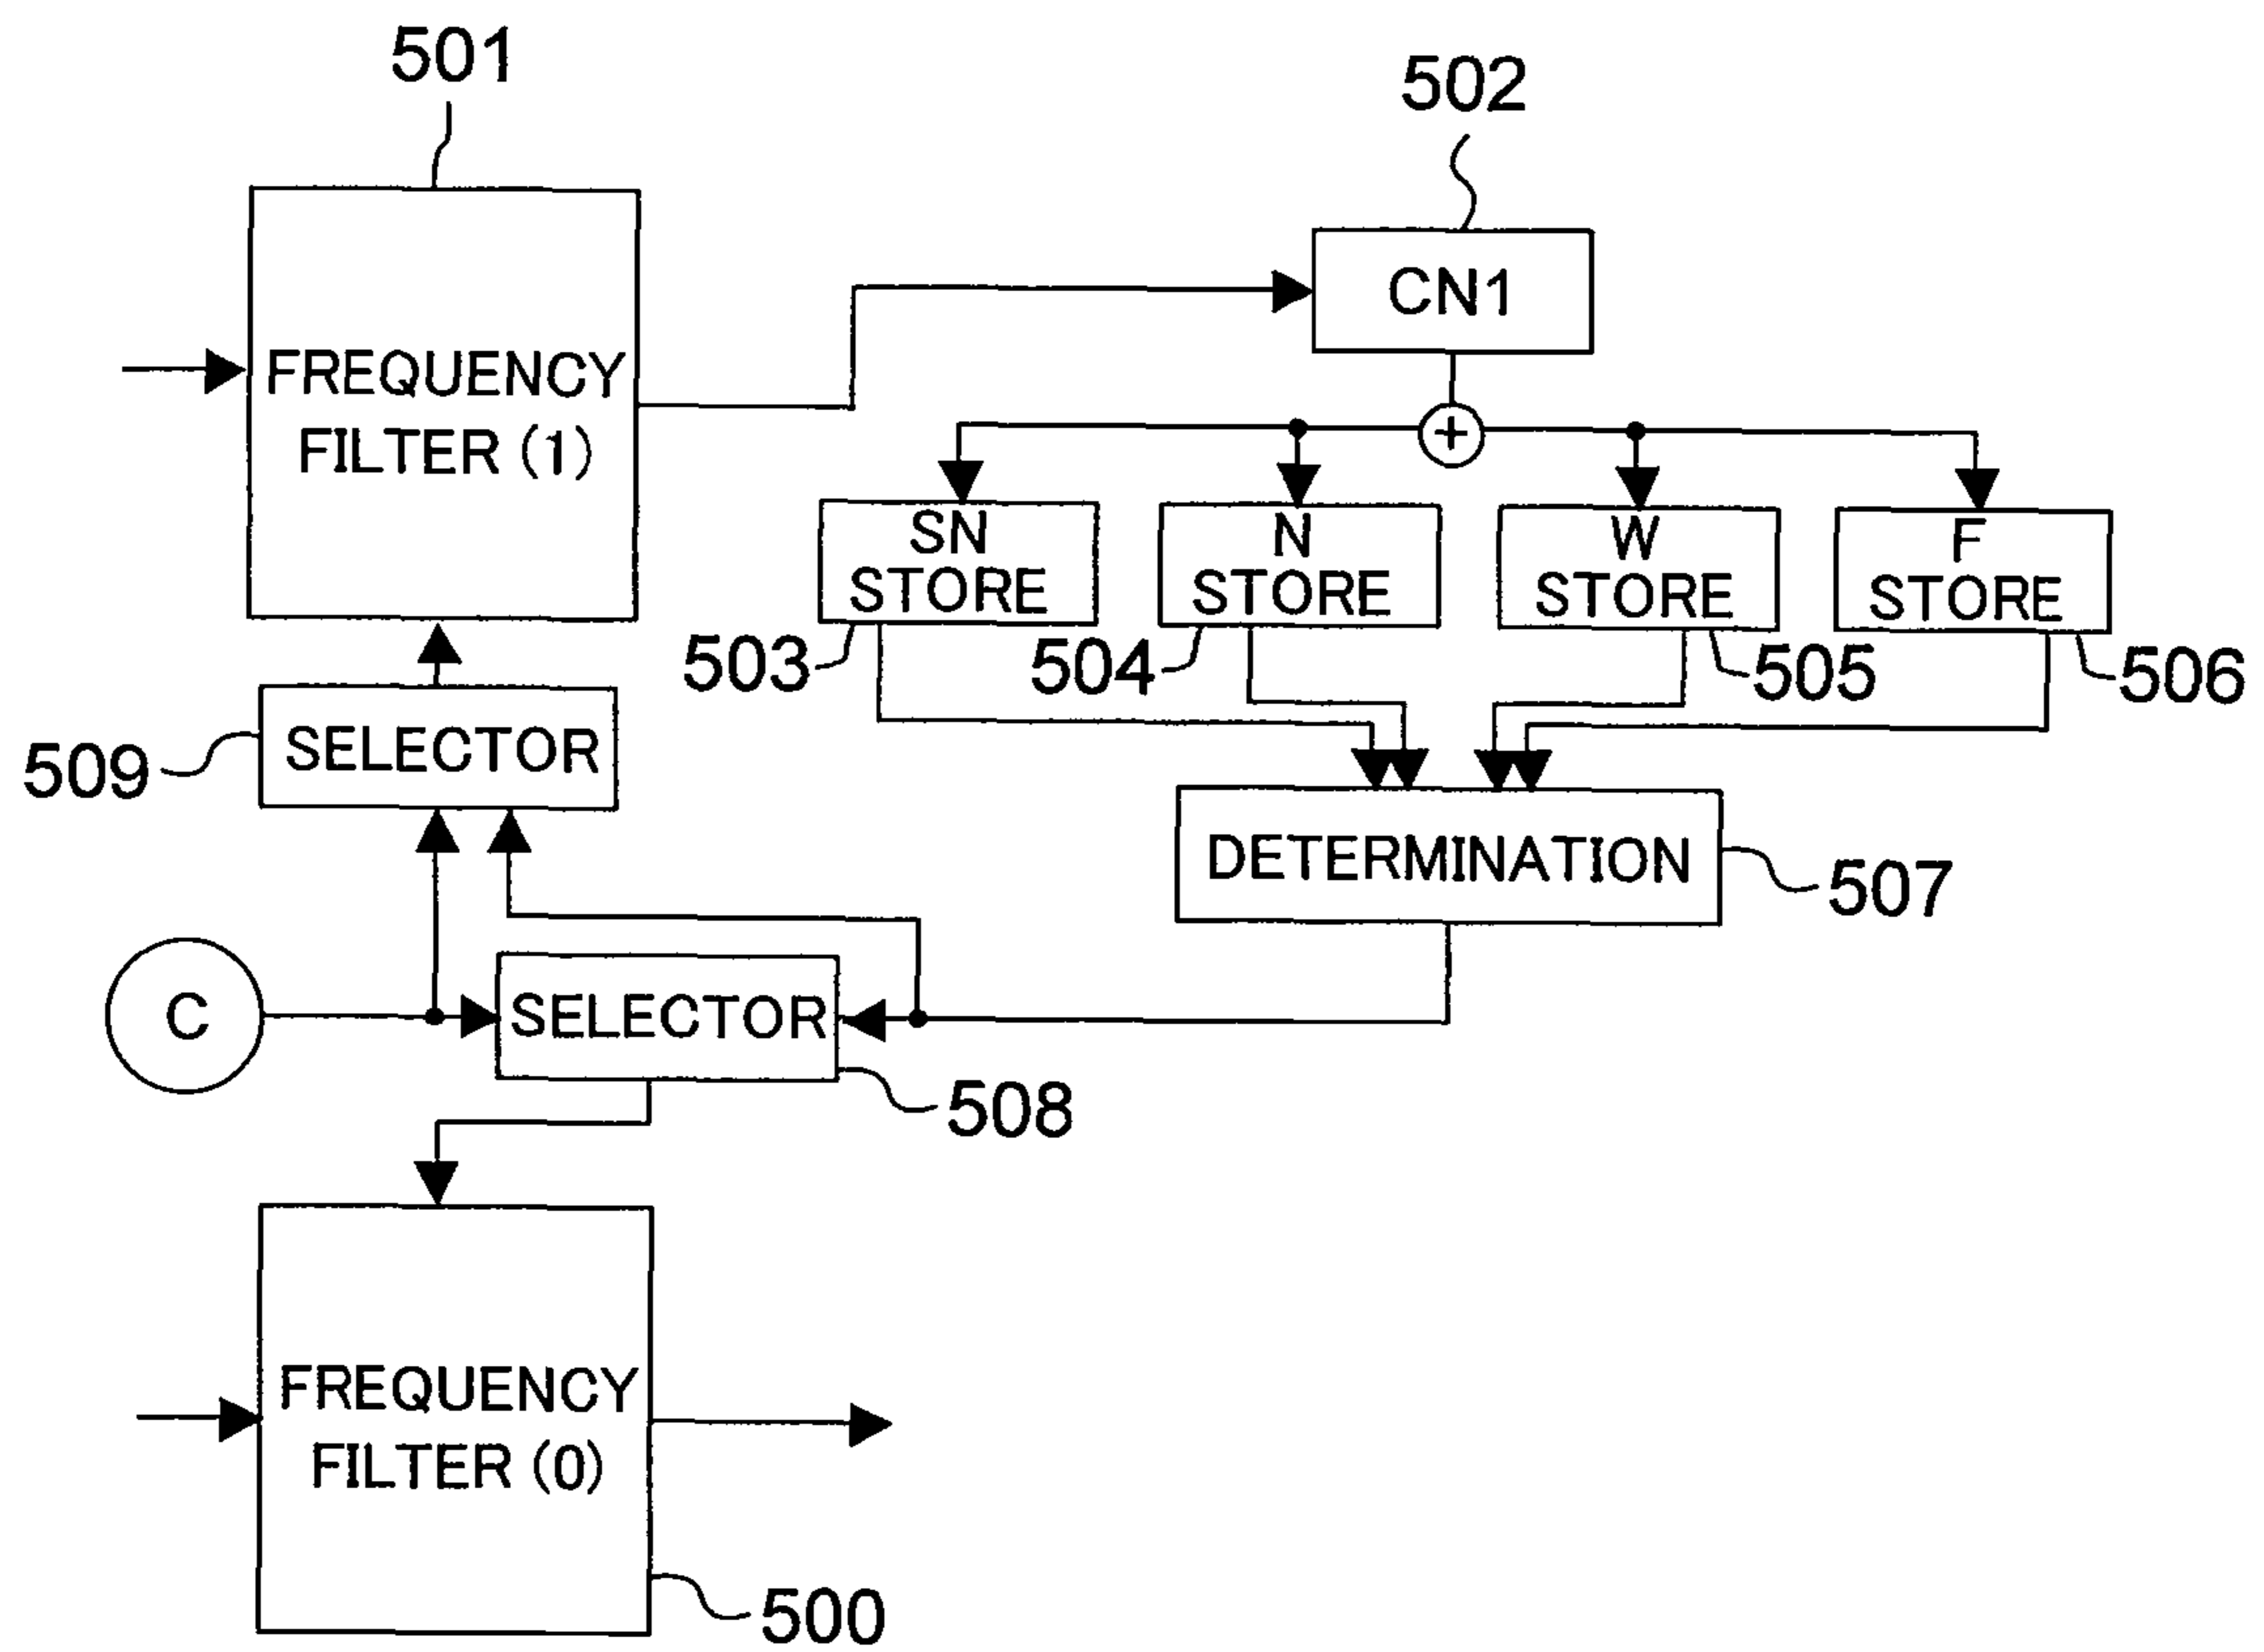 501
502
CN1
FREQUENCY
FILTER (1)
+
SN
STORE
N
STORE
W
STORE
F
STORE
503
504
505
506
SELECTOR
509
DETERMINATION
507
C
SELECTOR
508
FREQUENCY
FILTER (0)
500